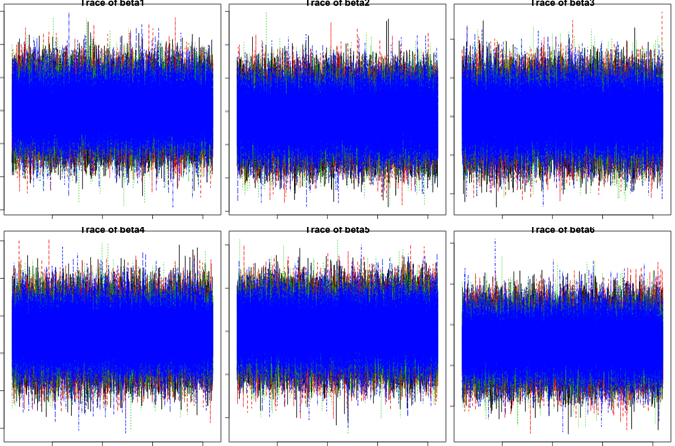 Trace of beta1
Trace of beta2
Trace of beta3
Trace of beta4
Trace of beta5
Trace of beta6